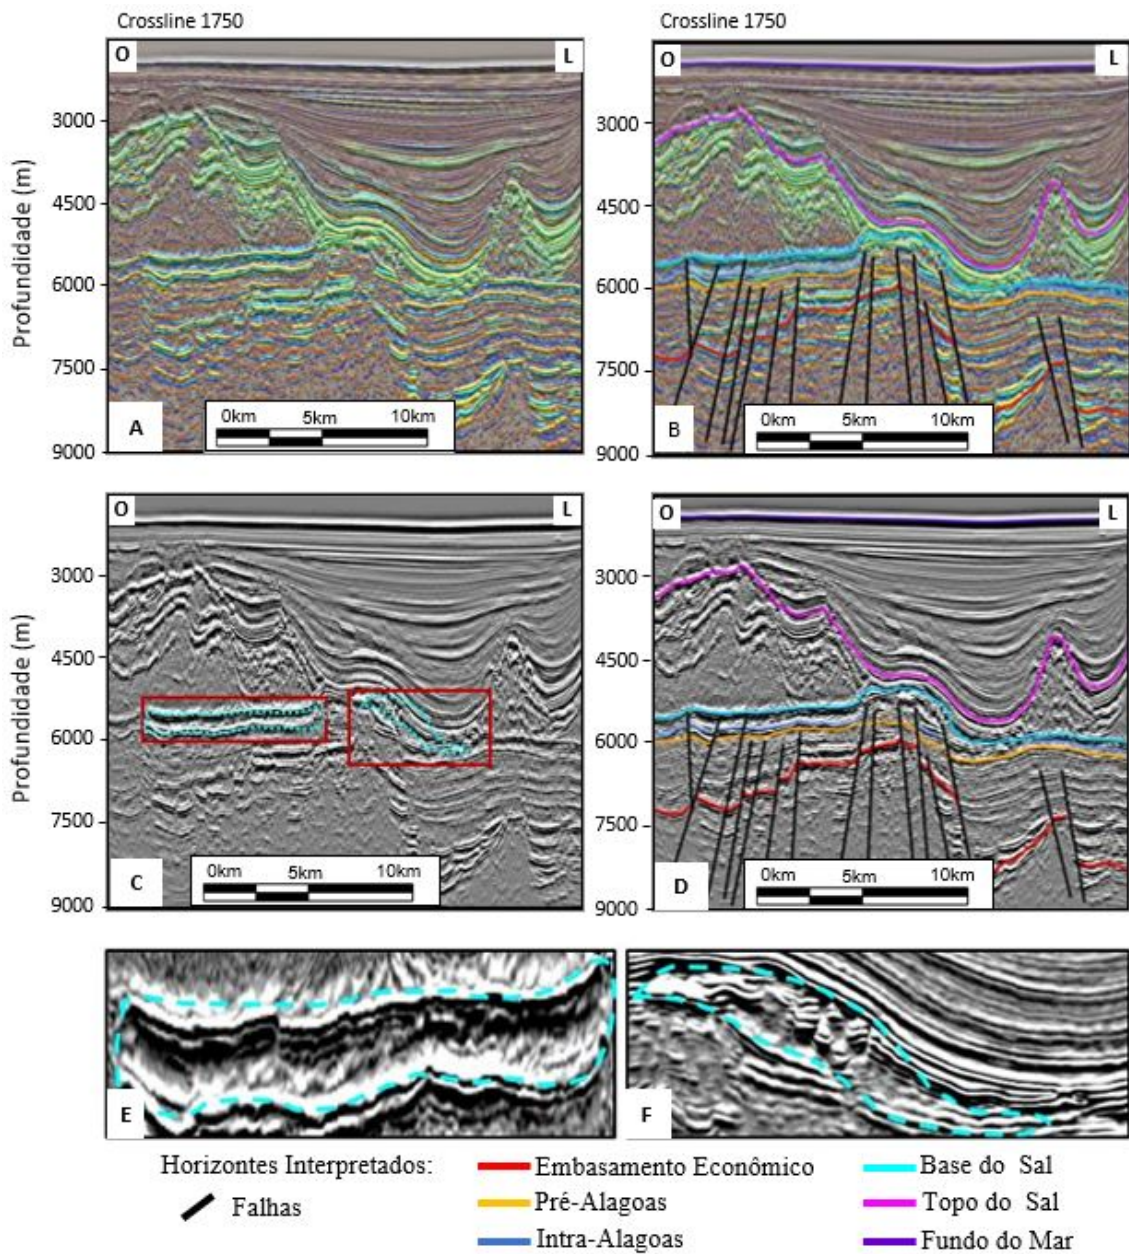 Crossline 1750
Crossline 1750
O
L
O
L
Profundidade (m)
3000
4500
6000
7500
9000
3000
4500
6000
7500
9000
A
0km 5km 10km
B
0km 5km 10km
O
L
O
L
Profundidade (m)
3000
4500
6000
7500
9000
3000
4500
6000
7500
9000
C
0km 5km 10km
D
0km 5km 10km
E
F
Horizontes Interpretados:
Falhas
Embasamento Econômico
Pré-Alagoas
Intra-Alagoas
Base do Sal
Topo do Sal
Fundo do Mar